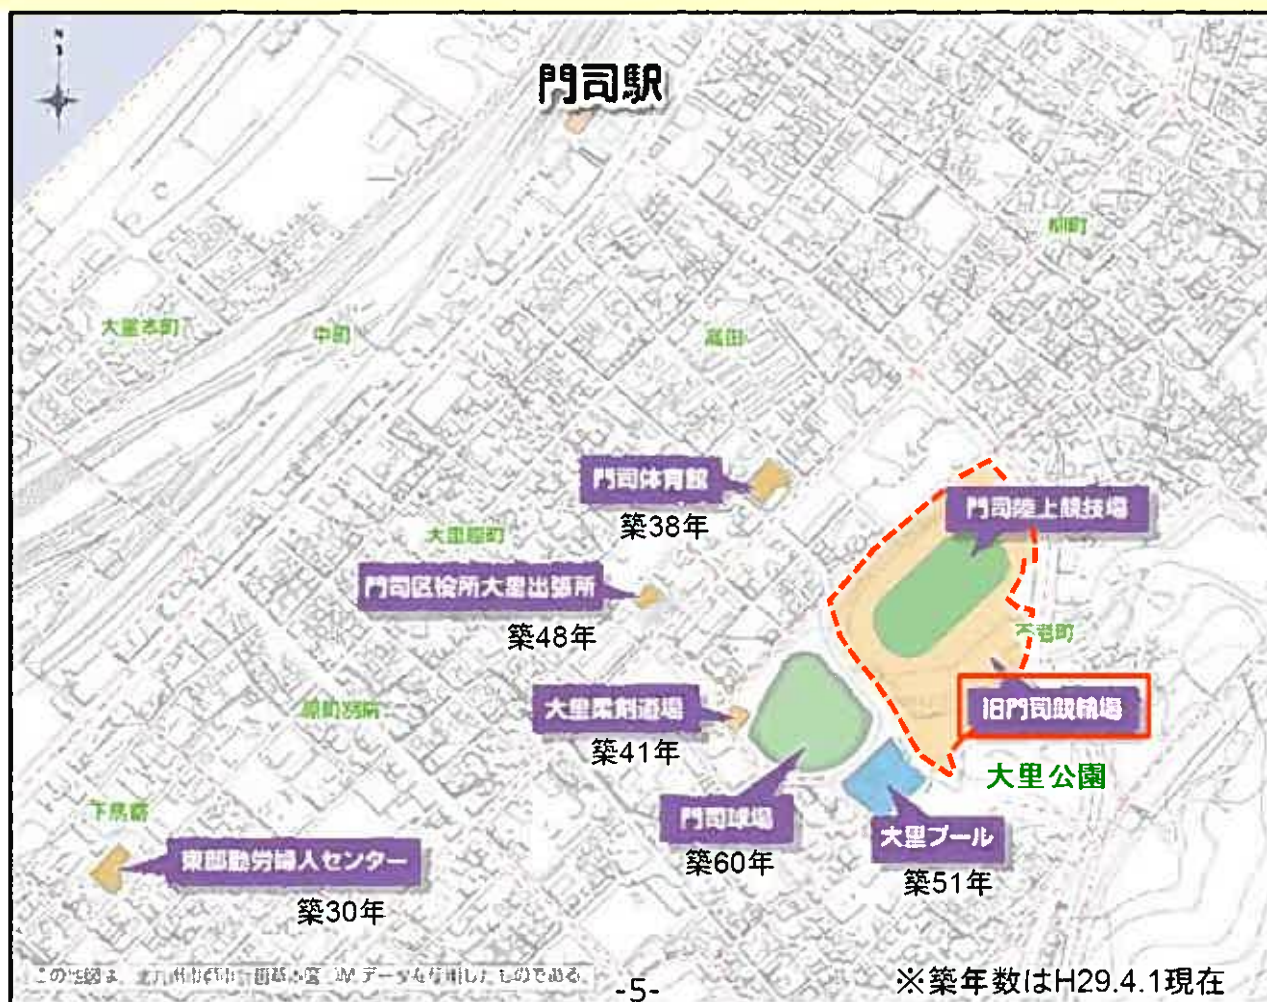 門司駅
柳町
大里本町
中町
高田
門司体育館
築38年
門司陸上競技場
大里原町
門司区役所大里出張所
築48年
不老町
原町別院
大里柔剣道場
築41年
旧門司競輪場
大里公園
門司球場
築60年
大里プール
築51年
下馬寄
東部勤労婦人センター
築30年
-5-
※築年数はH29.4.1現在